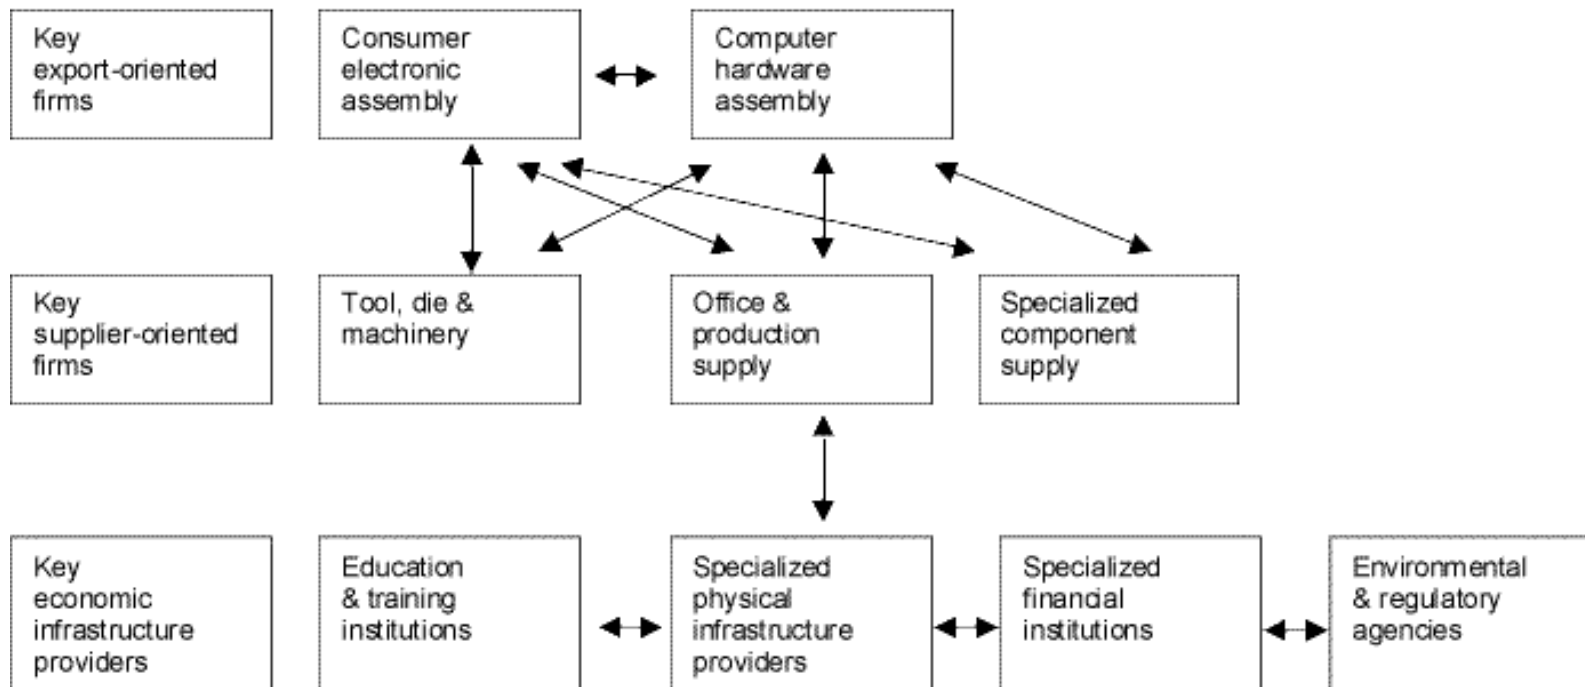 Key
export-oriented
firms
Consumer
electronic
assembly
Computer
hardware
assembly
Key
supplier-oriented
firms
Tool, die &
machinery
Office &
production
supply
Specialized
component
supply
Key
economic
infrastructure
providers
Education
& training
institutions
Specialized
physical
infrastructure
providers
Specialized
financial
institutions
Environmental
& regulatory
agencies